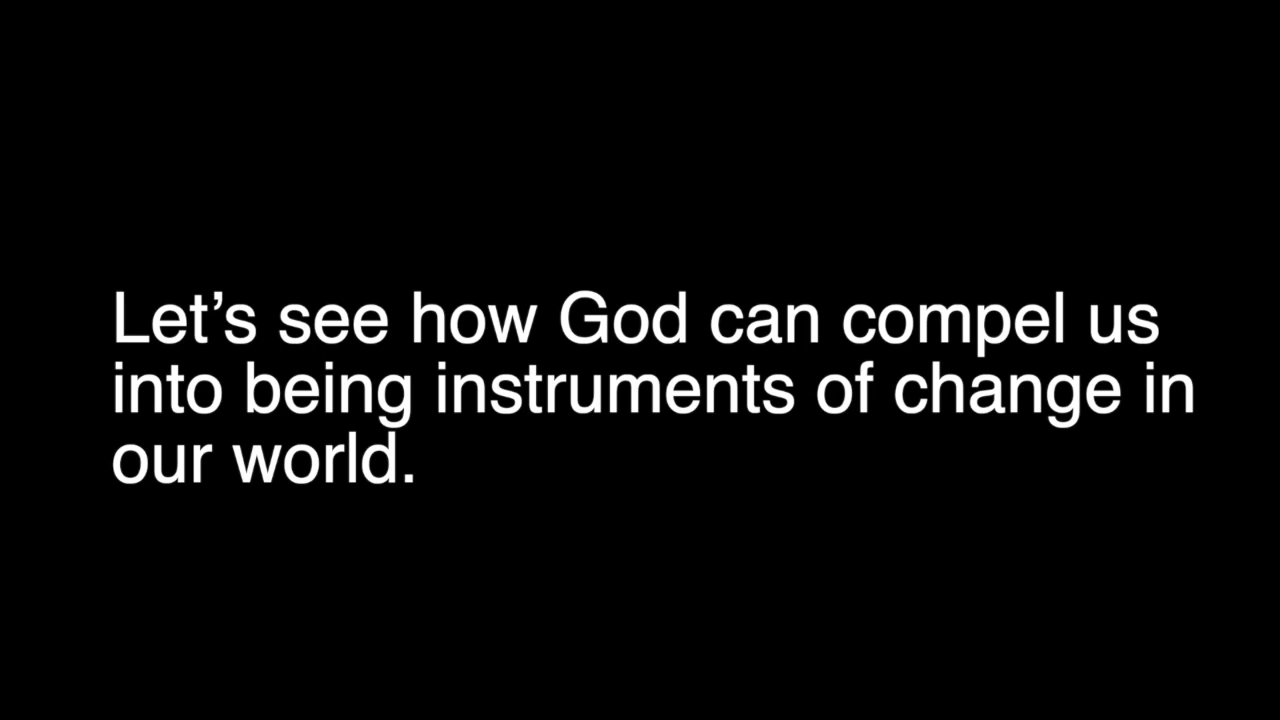 Let’s see how God can compel us
into being instruments of change in
our world.